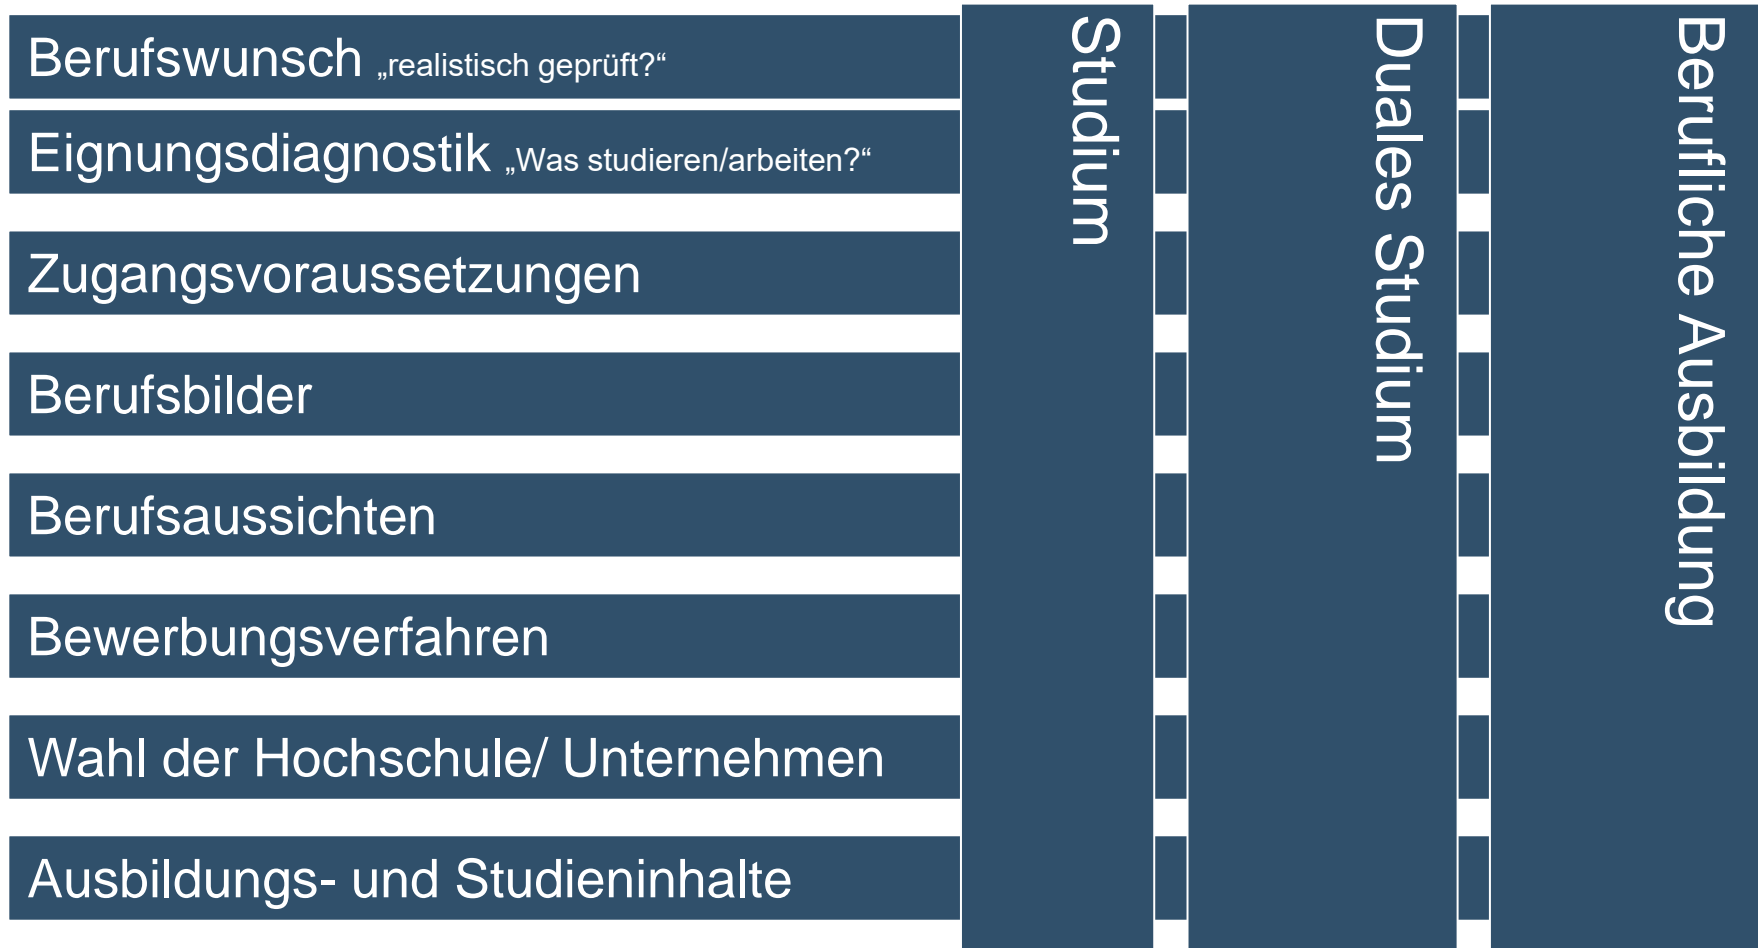 Berufswunsch „realistisch geprüft?“
Eignungsdiagnostik „Was studieren/arbeiten?“
Zugangsvoraussetzungen
Berufsbilder
Berufsaussichten
Bewerbungsverfahren
Wahl der Hochschule/ Unternehmen
Ausbildungs- und Studieninhalte
Studium
Duales Studium
Berufliche Ausbildung